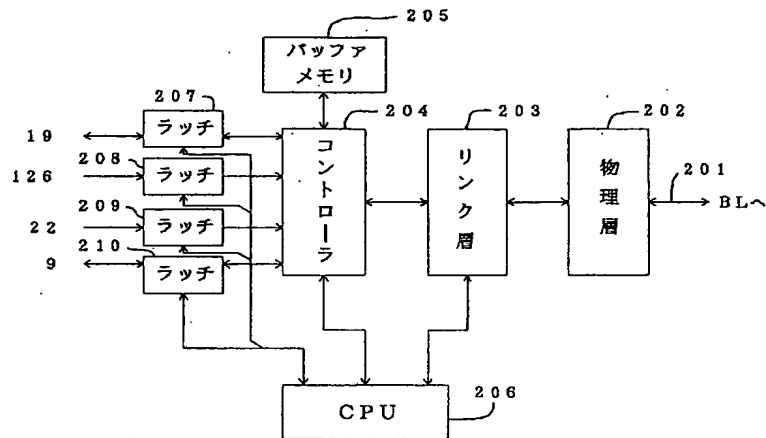 205
バッファ
メモリ
207
204
203
202
19
ラッチ
コントローラ
リンク層
物理層
208
126
ラッチ
201
BLへ
209
22
ラッチ
210
9
ラッチ
CPU
206